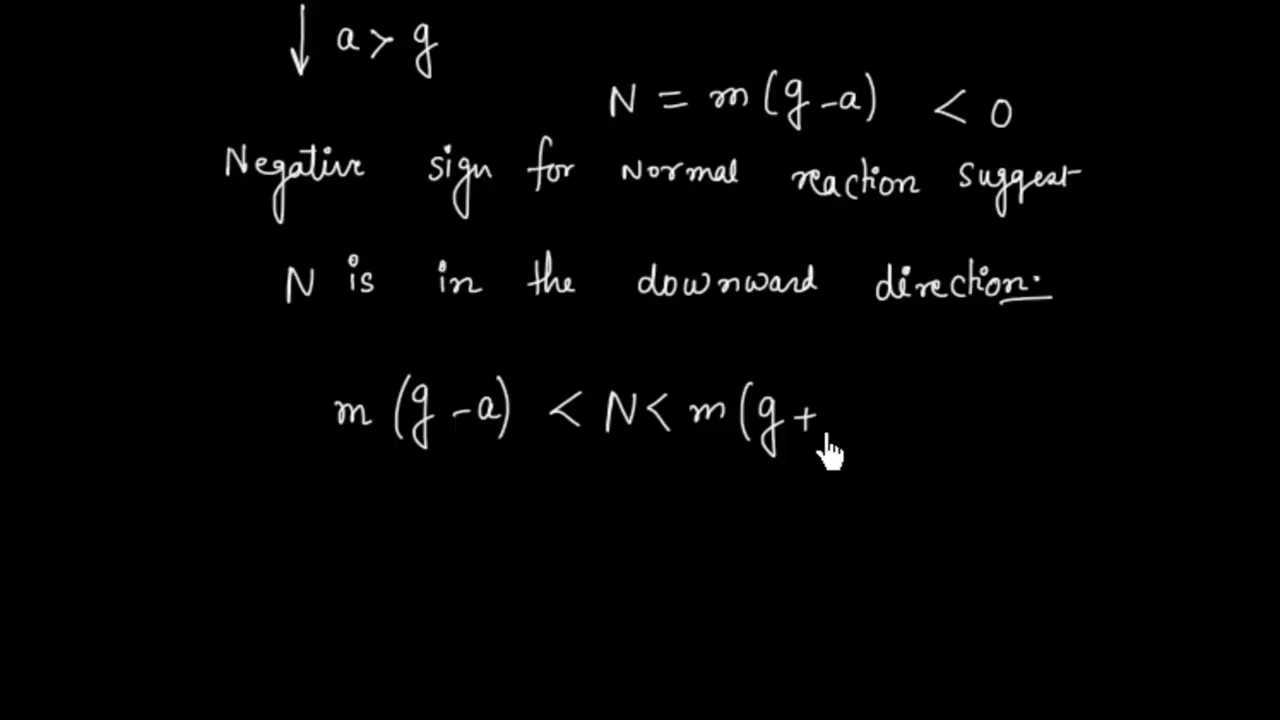 ↓ a > g
N = m(g-a) < 0
Negative sign for Normal reaction suggest
N is in the downward direction.
m(g-a) < N < m(g+